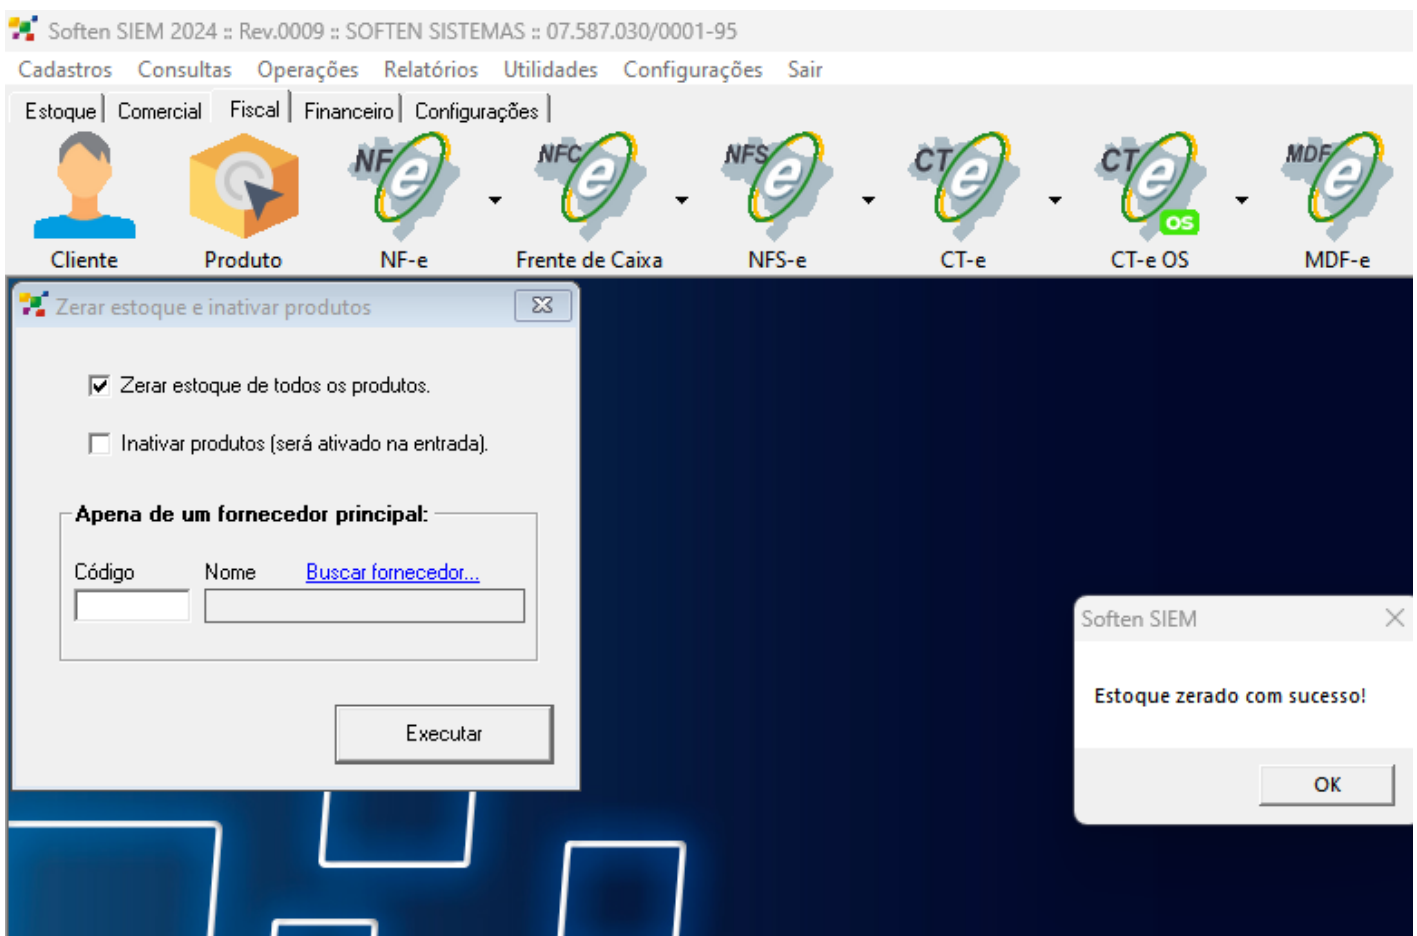 Soften SIEM 2024 :: Rev.0009 :: SOFTEN SISTEMAS :: 07.587.030/0001-95
Cadastros Consultas Operações Relatórios Utilidades Configurações Sair
Estoque Comercial Fiscal Financeiro Configurações
NF e NFC e NFS e CT e CT e OS MDF e
Cliente Produto NF-e Frente de Caixa NFS-e CT-e CT-e OS MDF-e
Zerar estoque e inativar produtos
Zerar estoque de todos os produtos.
Inativar produtos (será ativado na entrada).
Apena de um fornecedor principal:
Código Nome Buscar fornecedor...
Executar
Soften SIEM
Estoque zerado com sucesso!
OK